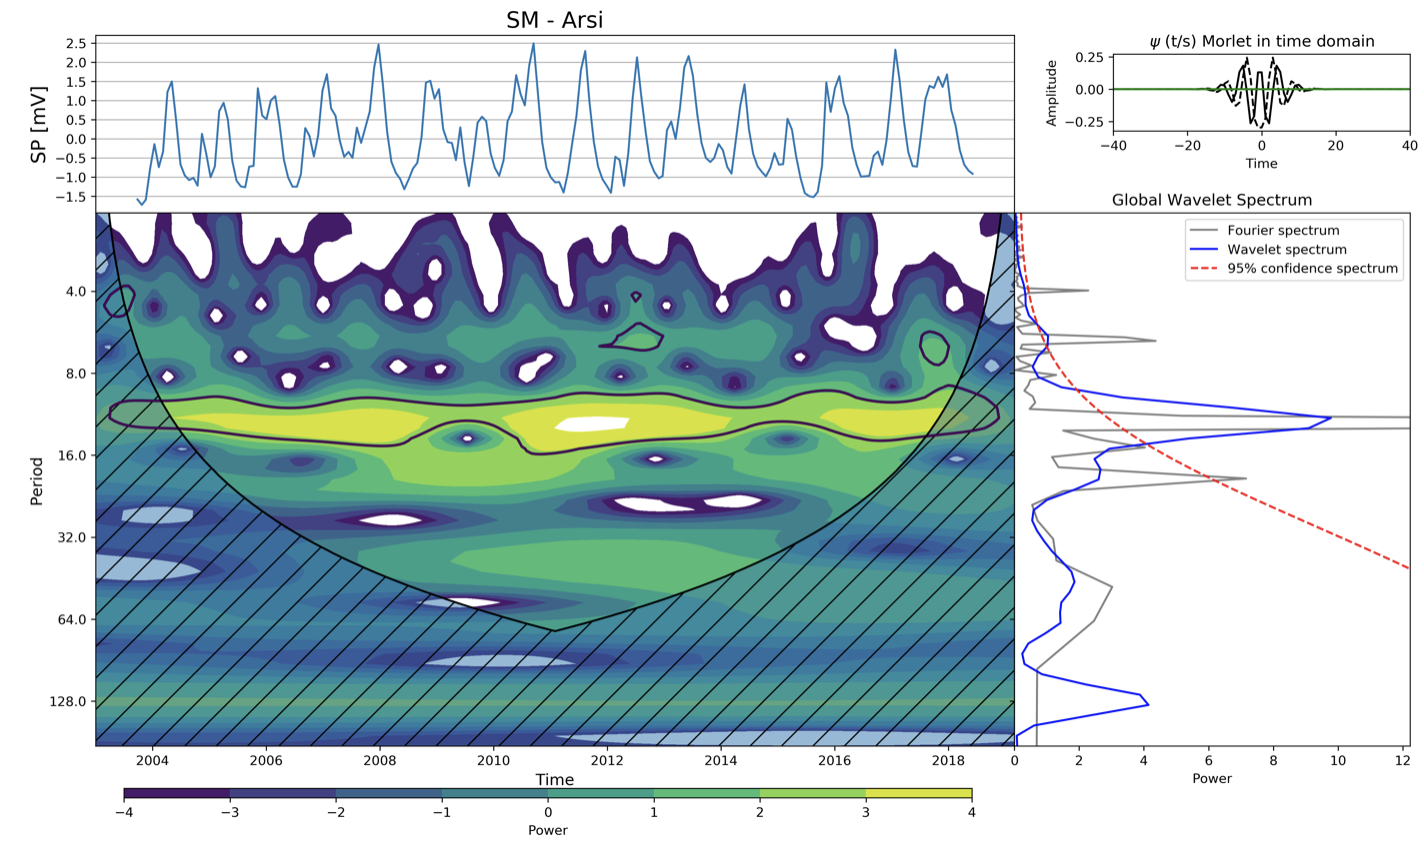 SM - Arsi
SP [mV]
2.5
2.0
1.5
1.0
0.5
0.0
−0.5
−1.0
−1.5
ψ (t/s) Morlet in time domain
Amplitude
0.25
0.00
−0.25
−40 −20 0 20 40
Time
Period
4.0
8.0
16.0
32.0
64.0
128.0
2004 2006 2008 2010 2012 2014 2016 2018
Time
Global Wavelet Spectrum
Fourier spectrum
Wavelet spectrum
95% confidence spectrum
0 2 4 6 8 10 12
Power
−4 −3 −2 −1 0 1 2 3 4
Power